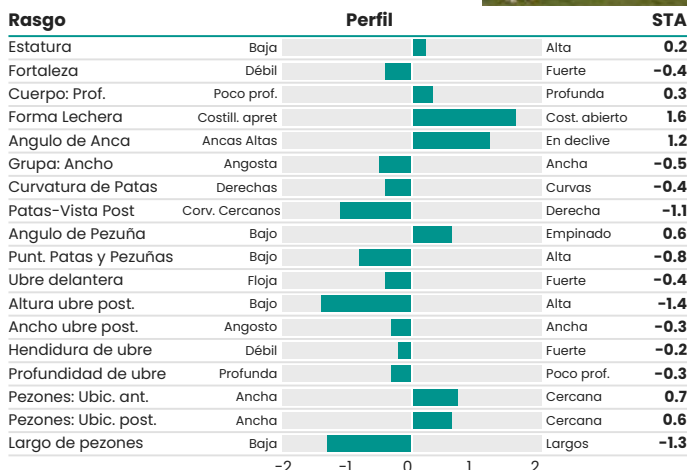 Rasgo Perfil STA
Estatura Baja Alta 0.2
Fortaleza Débil Fuerte −0.4
Cuerpo: Prof. Poco prof. Profunda 0.3
Forma Lechera Costill. apret Cost. abierto 1.6
Angulo de Anca Ancas Altas En declive 1.2
Grupa: Ancho Angosta Ancha −0.5
Curvatura de Patas Derechas Curvas −0.4
Patas-Vista Post Corv. Cercanos Derecha −1.1
Angulo de Pezuña Bajo Empinado 0.6
Punt. Patas y Pezuñas Bajo Alta −0.8
Ubre delantera Floja Fuerte −0.4
Altura ubre post. Bajo Alta −1.4
Ancho ubre post. Angosto Ancha −0.3
Hendidura de ubre Débil Fuerte −0.2
Profundidad de ubre Profunda Poco prof. −0.3
Pezones: Ubic. ant. Ancha Cercana 0.7
Pezones: Ubic. post. Ancha Cercana 0.6
Largo de pezones Baja Largos −1.3
−2 −1 0 1 2